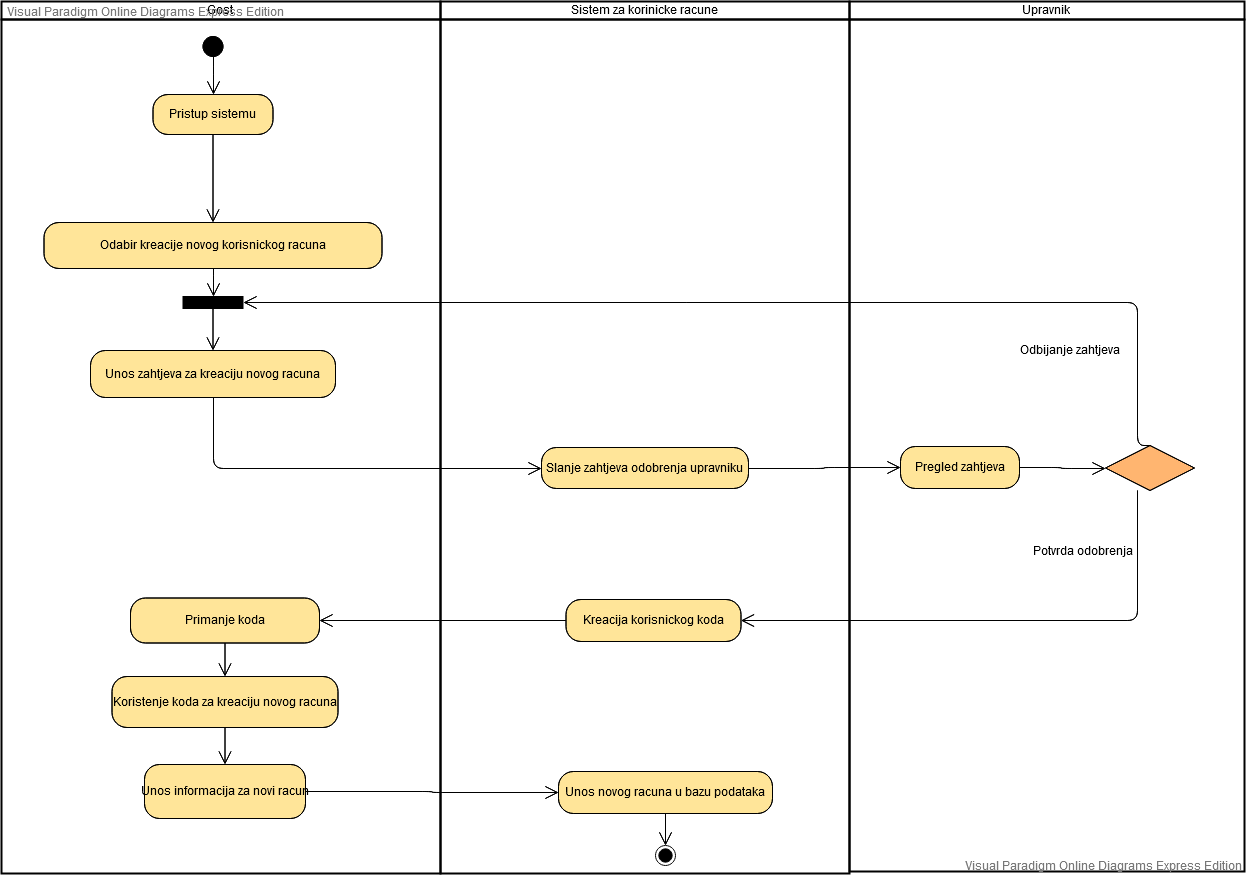 Visual Paradigm Online Diagrams Express Edition
Gost
Sistem za korinicke racune
Upravnik
Pristup sistemu
Odabir kreacije novog korisnickog racuna
Odbijanje zahtjeva
Unos zahtjeva za kreaciju novog racuna
Slanje zahtjeva odobrenja upravniku
Pregled zahtjeva
Potvrda odobrenja
Primanje koda
Kreacija korisnickog koda
Koristenje koda za kreaciju novog racuna
Unos informacija za novi racun
Unos novog racuna u bazu podataka
Visual Paradigm Online Diagrams Express Edition